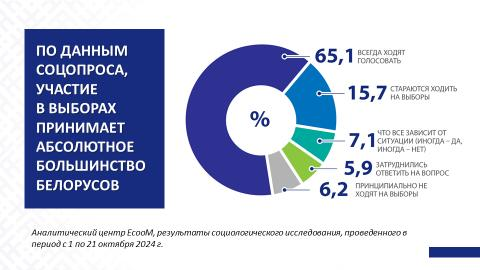 ПО ДАННЫМ
СОЦОПРОСА,
УЧАСТИЕ
В ВЫБОРАХ
ПРИНИМАЕТ
АБСОЛЮТНОЕ
БОЛЬШИНСТВО
БЕЛОРУСОВ
%
65,1 ВСЕГДА ХОДЯТ
ГОЛОСОВАТЬ
15,7 СТАРАЮТСЯ ХОДИТЬ
НА ВЫБОРЫ
7,1 ЧТО ВСЕ ЗАВИСИТ ОТ
СИТУАЦИИ (ИНОГДА – ДА,
ИНОГДА – НЕТ)
5,9 ЗАТРУДНИЛИСЬ
ОТВЕТИТЬ НА ВОПРОС
6,2 ПРИНЦИПИАЛЬНО НЕ
ХОДЯТ НА ВЫБОРЫ
Аналитический центр EcooM, результаты социологического исследования, проведенного в
период с 1 по 21 октября 2024 г.